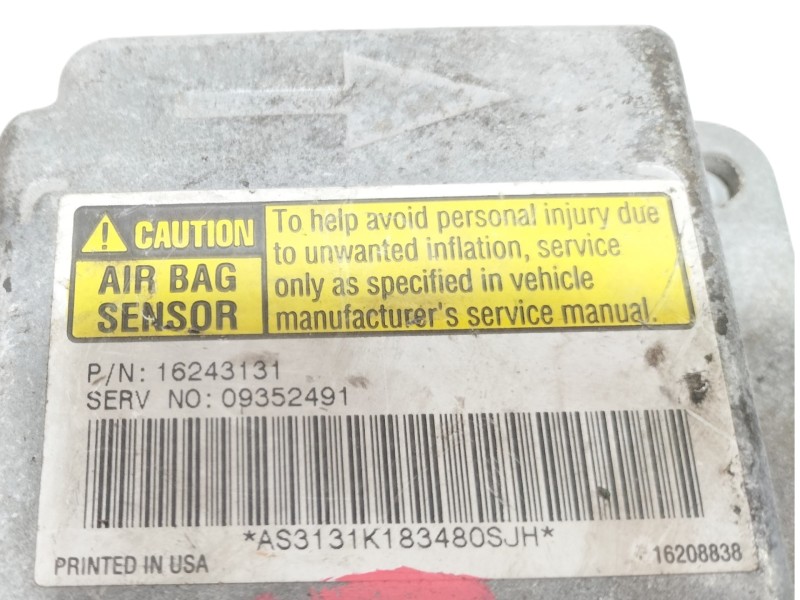 CAUTION
AIR BAG
SENSOR
To help avoid personal injury due
to unwanted inflation, service
only as specified in vehicle
manufacturer's service manual.
P/N: 16243131
SERV NO: 09352491
*AS3131K183480SJH*
PRINTED IN USA
16208838